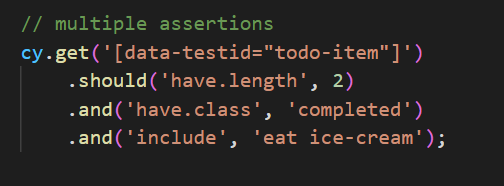 // multiple assertions
cy.get('[data-testid="todo-item"]')
.should('have.length', 2)
.and('have.class', 'completed')
.and('include', 'eat ice-cream');